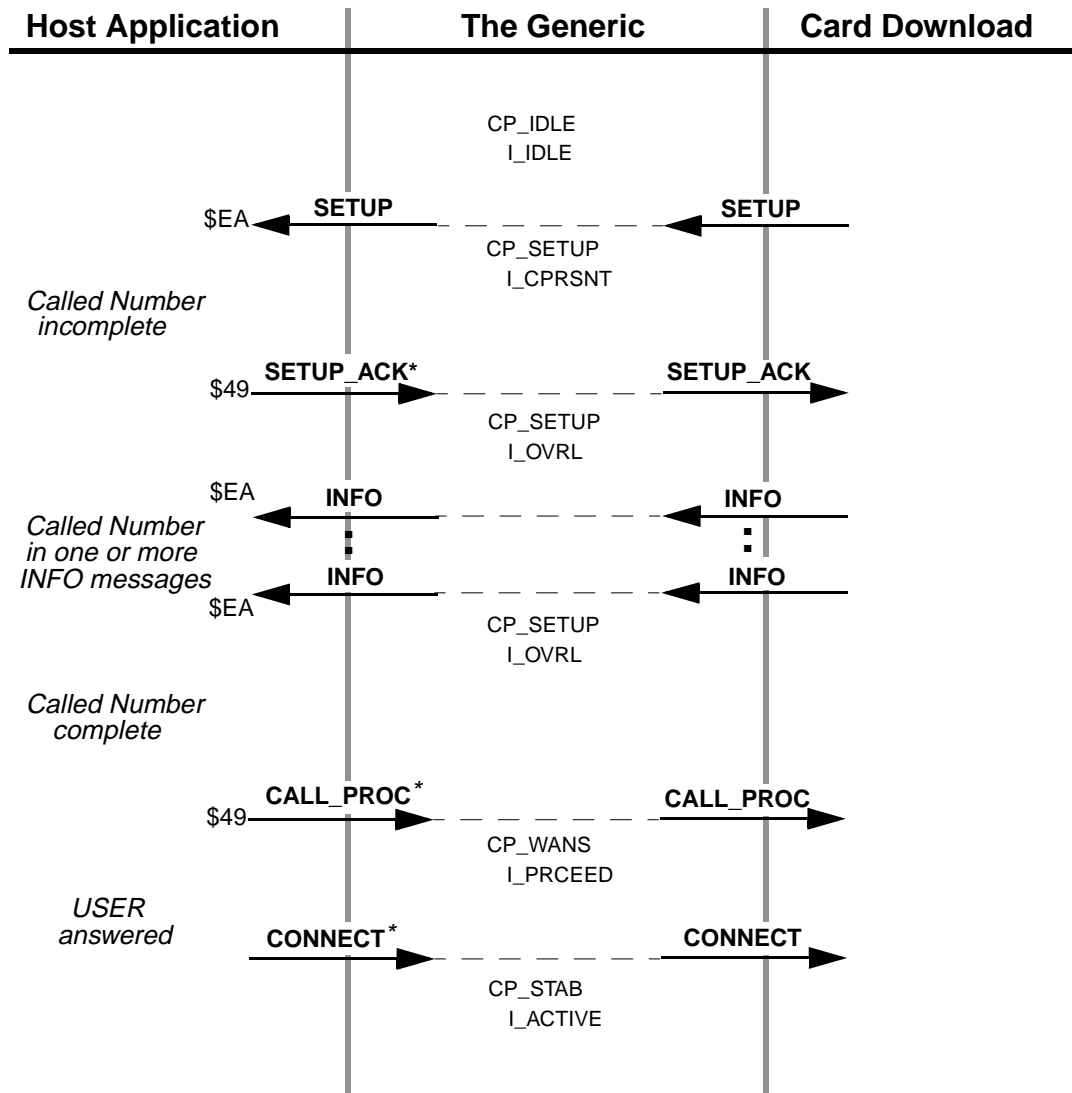 Host Application The Generic Card Download
CP_IDLE
I_IDLE
$EA SETUP SETUP
CP_SETUP
I_CPRSNT
Called Number
incomplete
$49 SETUP_ACK* SETUP_ACK
CP_SETUP
I_OVRL
$EA INFO INFO
Called Number
in one or more
INFO messages
$EA INFO INFO
CP_SETUP
I_OVRL
Called Number
complete
$49 CALL_PROC* CALL_PROC
CP_WANS
I_PRCEED
USER
answered
CONNECT* CONNECT
CP_STAB
I_ACTIVE